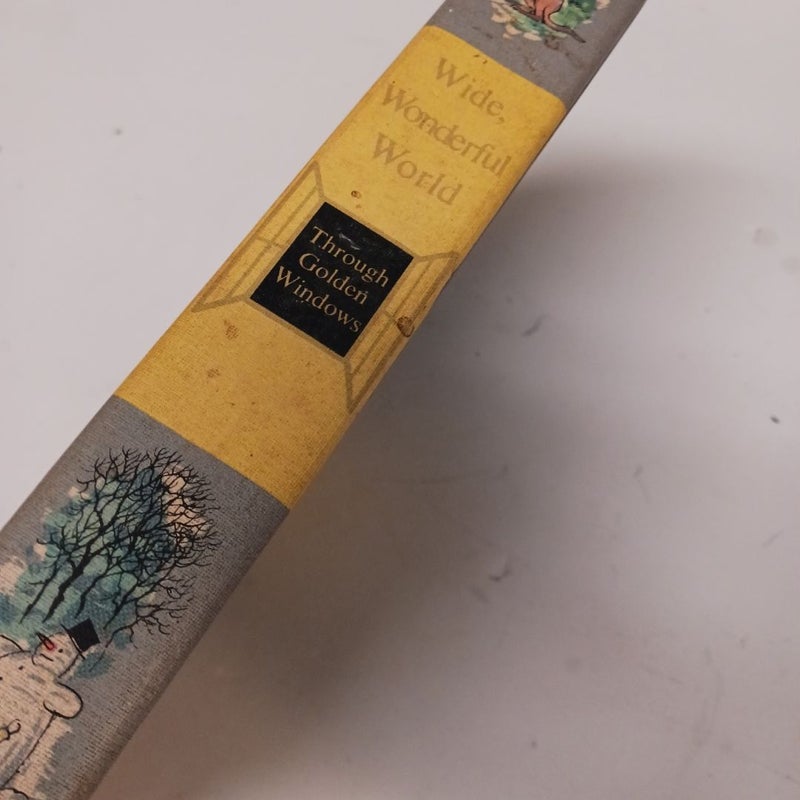 Wide,
Wonderful
World
Through
Golden
Windows